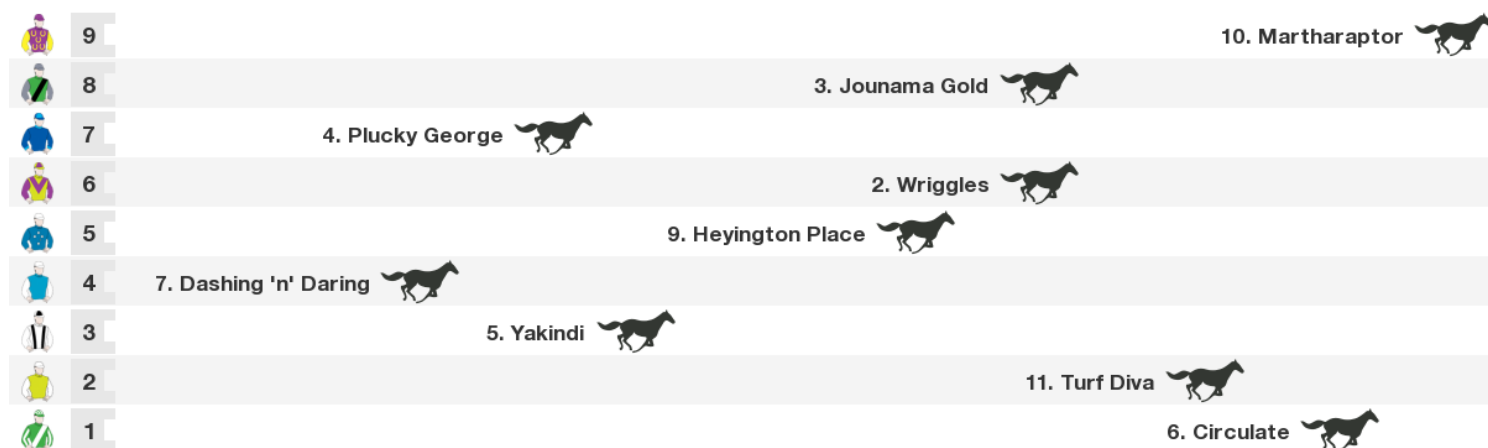 9 10. Martharaptor
8 3. Jounama Gold
7 4. Plucky George
6 2. Wriggles
5 9. Heyington Place
4 7. Dashing 'n' Daring
3 5. Yakindi
2 11. Turf Diva
1 6. Circulate